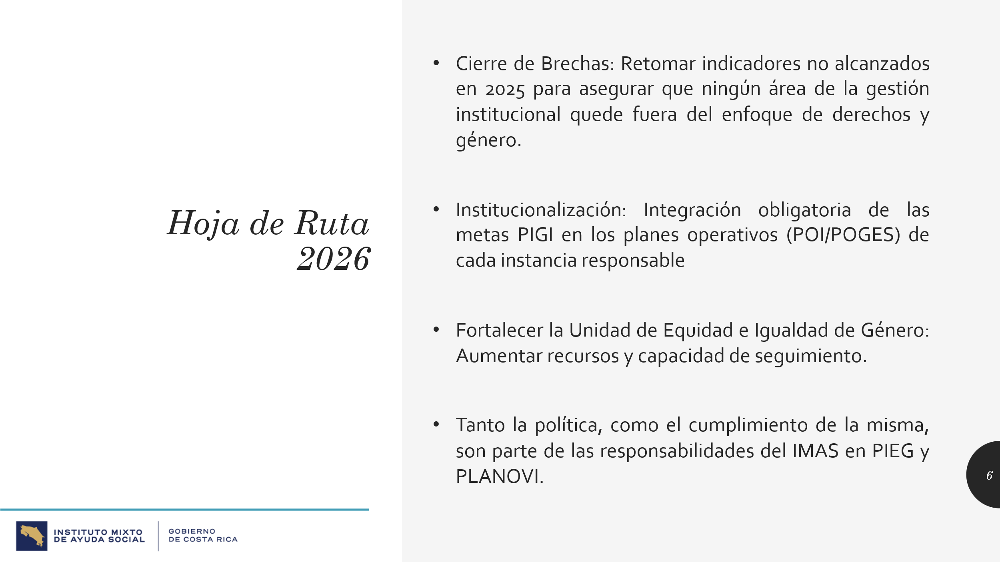 Hoja de Ruta
2026
• Cierre de Brechas: Retomar indicadores no alcanzados
en 2025 para asegurar que ningún área de la gestión
institucional quede fuera del enfoque de derechos y
género.
• Institucionalización: Integración obligatoria de las
metas PIGI en los planes operativos (POI/POGES) de
cada instancia responsable
• Fortalecer la Unidad de Equidad e Igualdad de Género:
Aumentar recursos y capacidad de seguimiento.
• Tanto la política, como el cumplimiento de la misma,
son parte de las responsabilidades del IMAS en PIEG y
PLANOVI.
6
INSTITUTO MIXTO
DE AYUDA SOCIAL
GOBIERNO
DE COSTA RICA